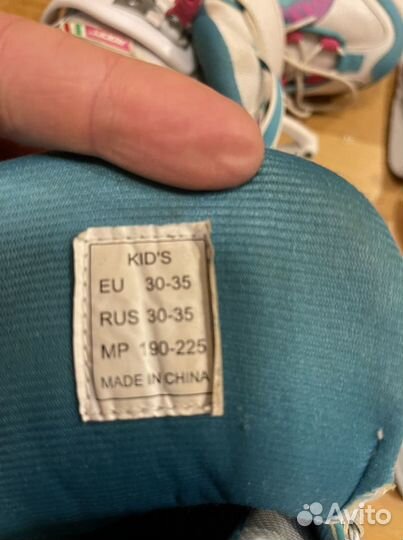 KID'S
EU 30-35
RUS 30-35
MP 190-225
MADE IN CHINA
Avito